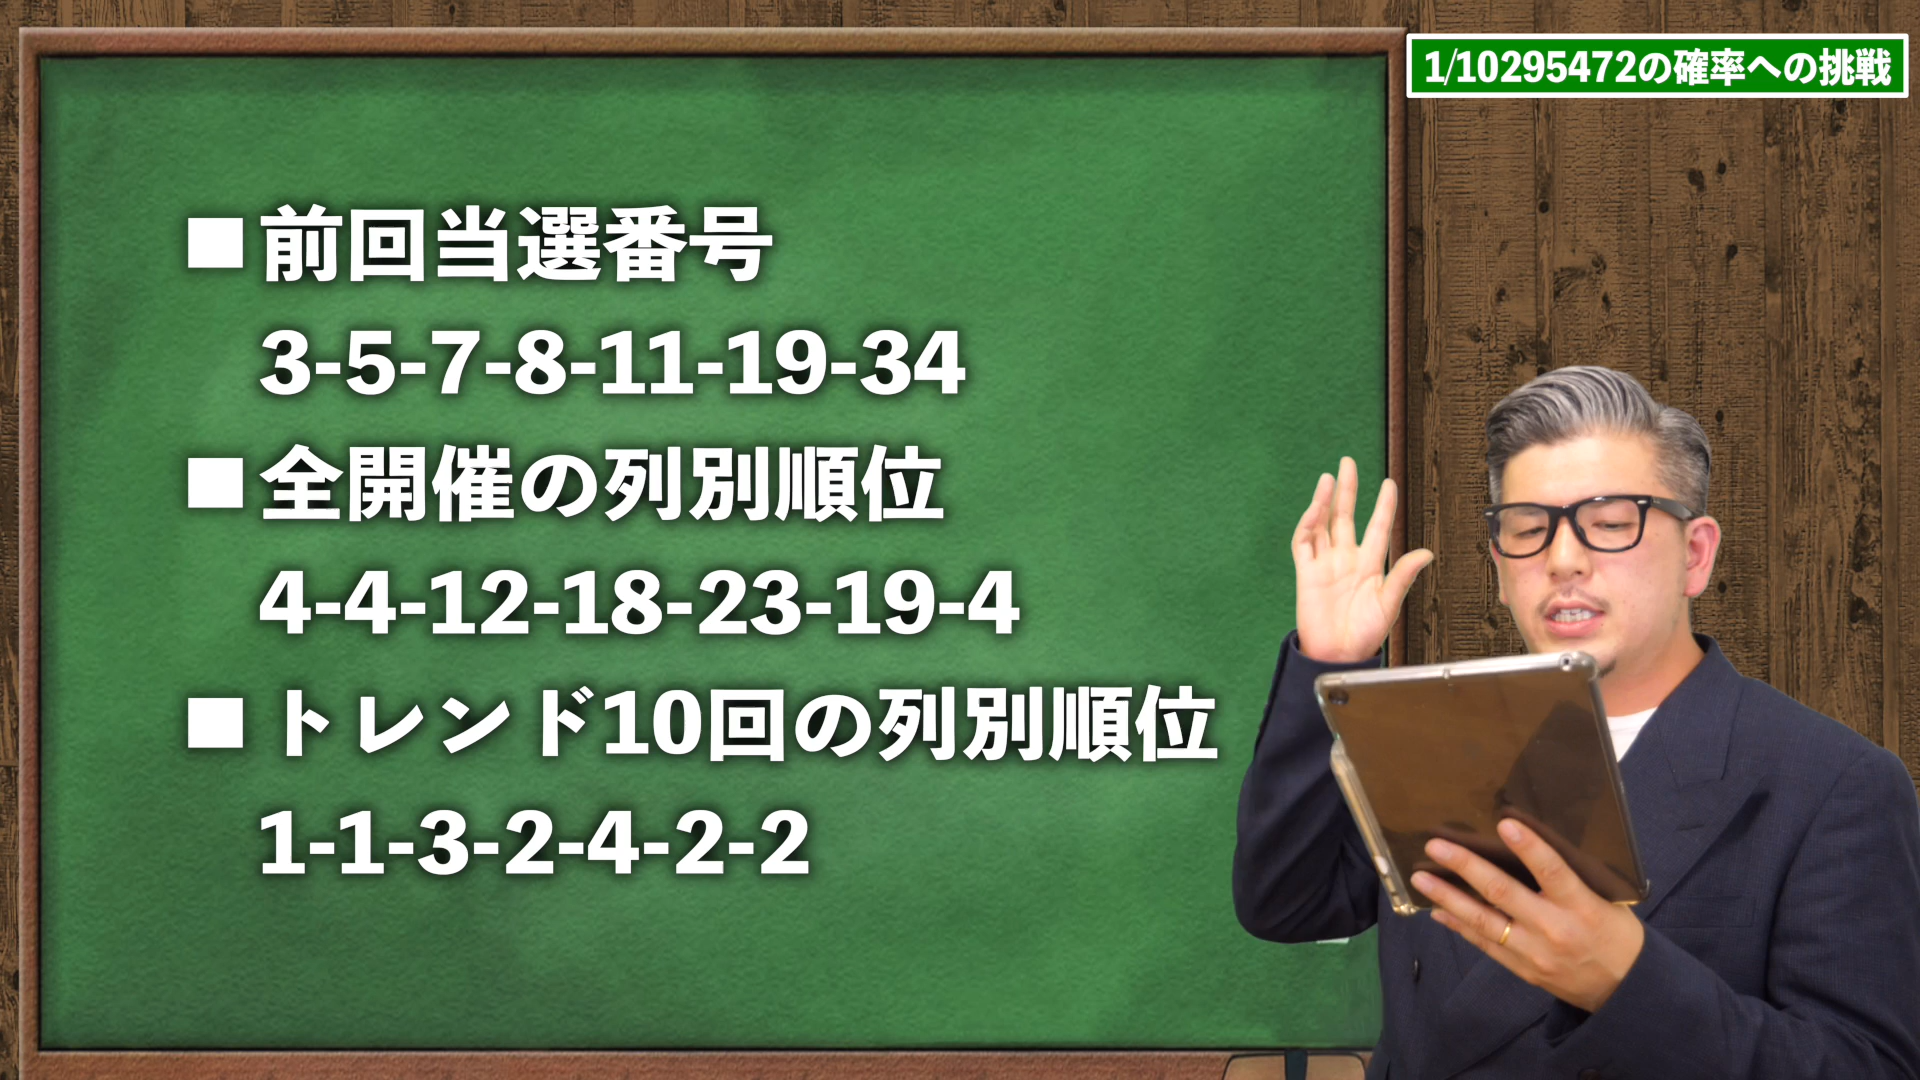 1/10295472の確率への挑戦
■前回当選番号
3-5-7-8-11-19-34
■全開催の列別順位
4-4-12-18-23-19-4
■トレンド10回の列別順位
1-1-3-2-4-2-2